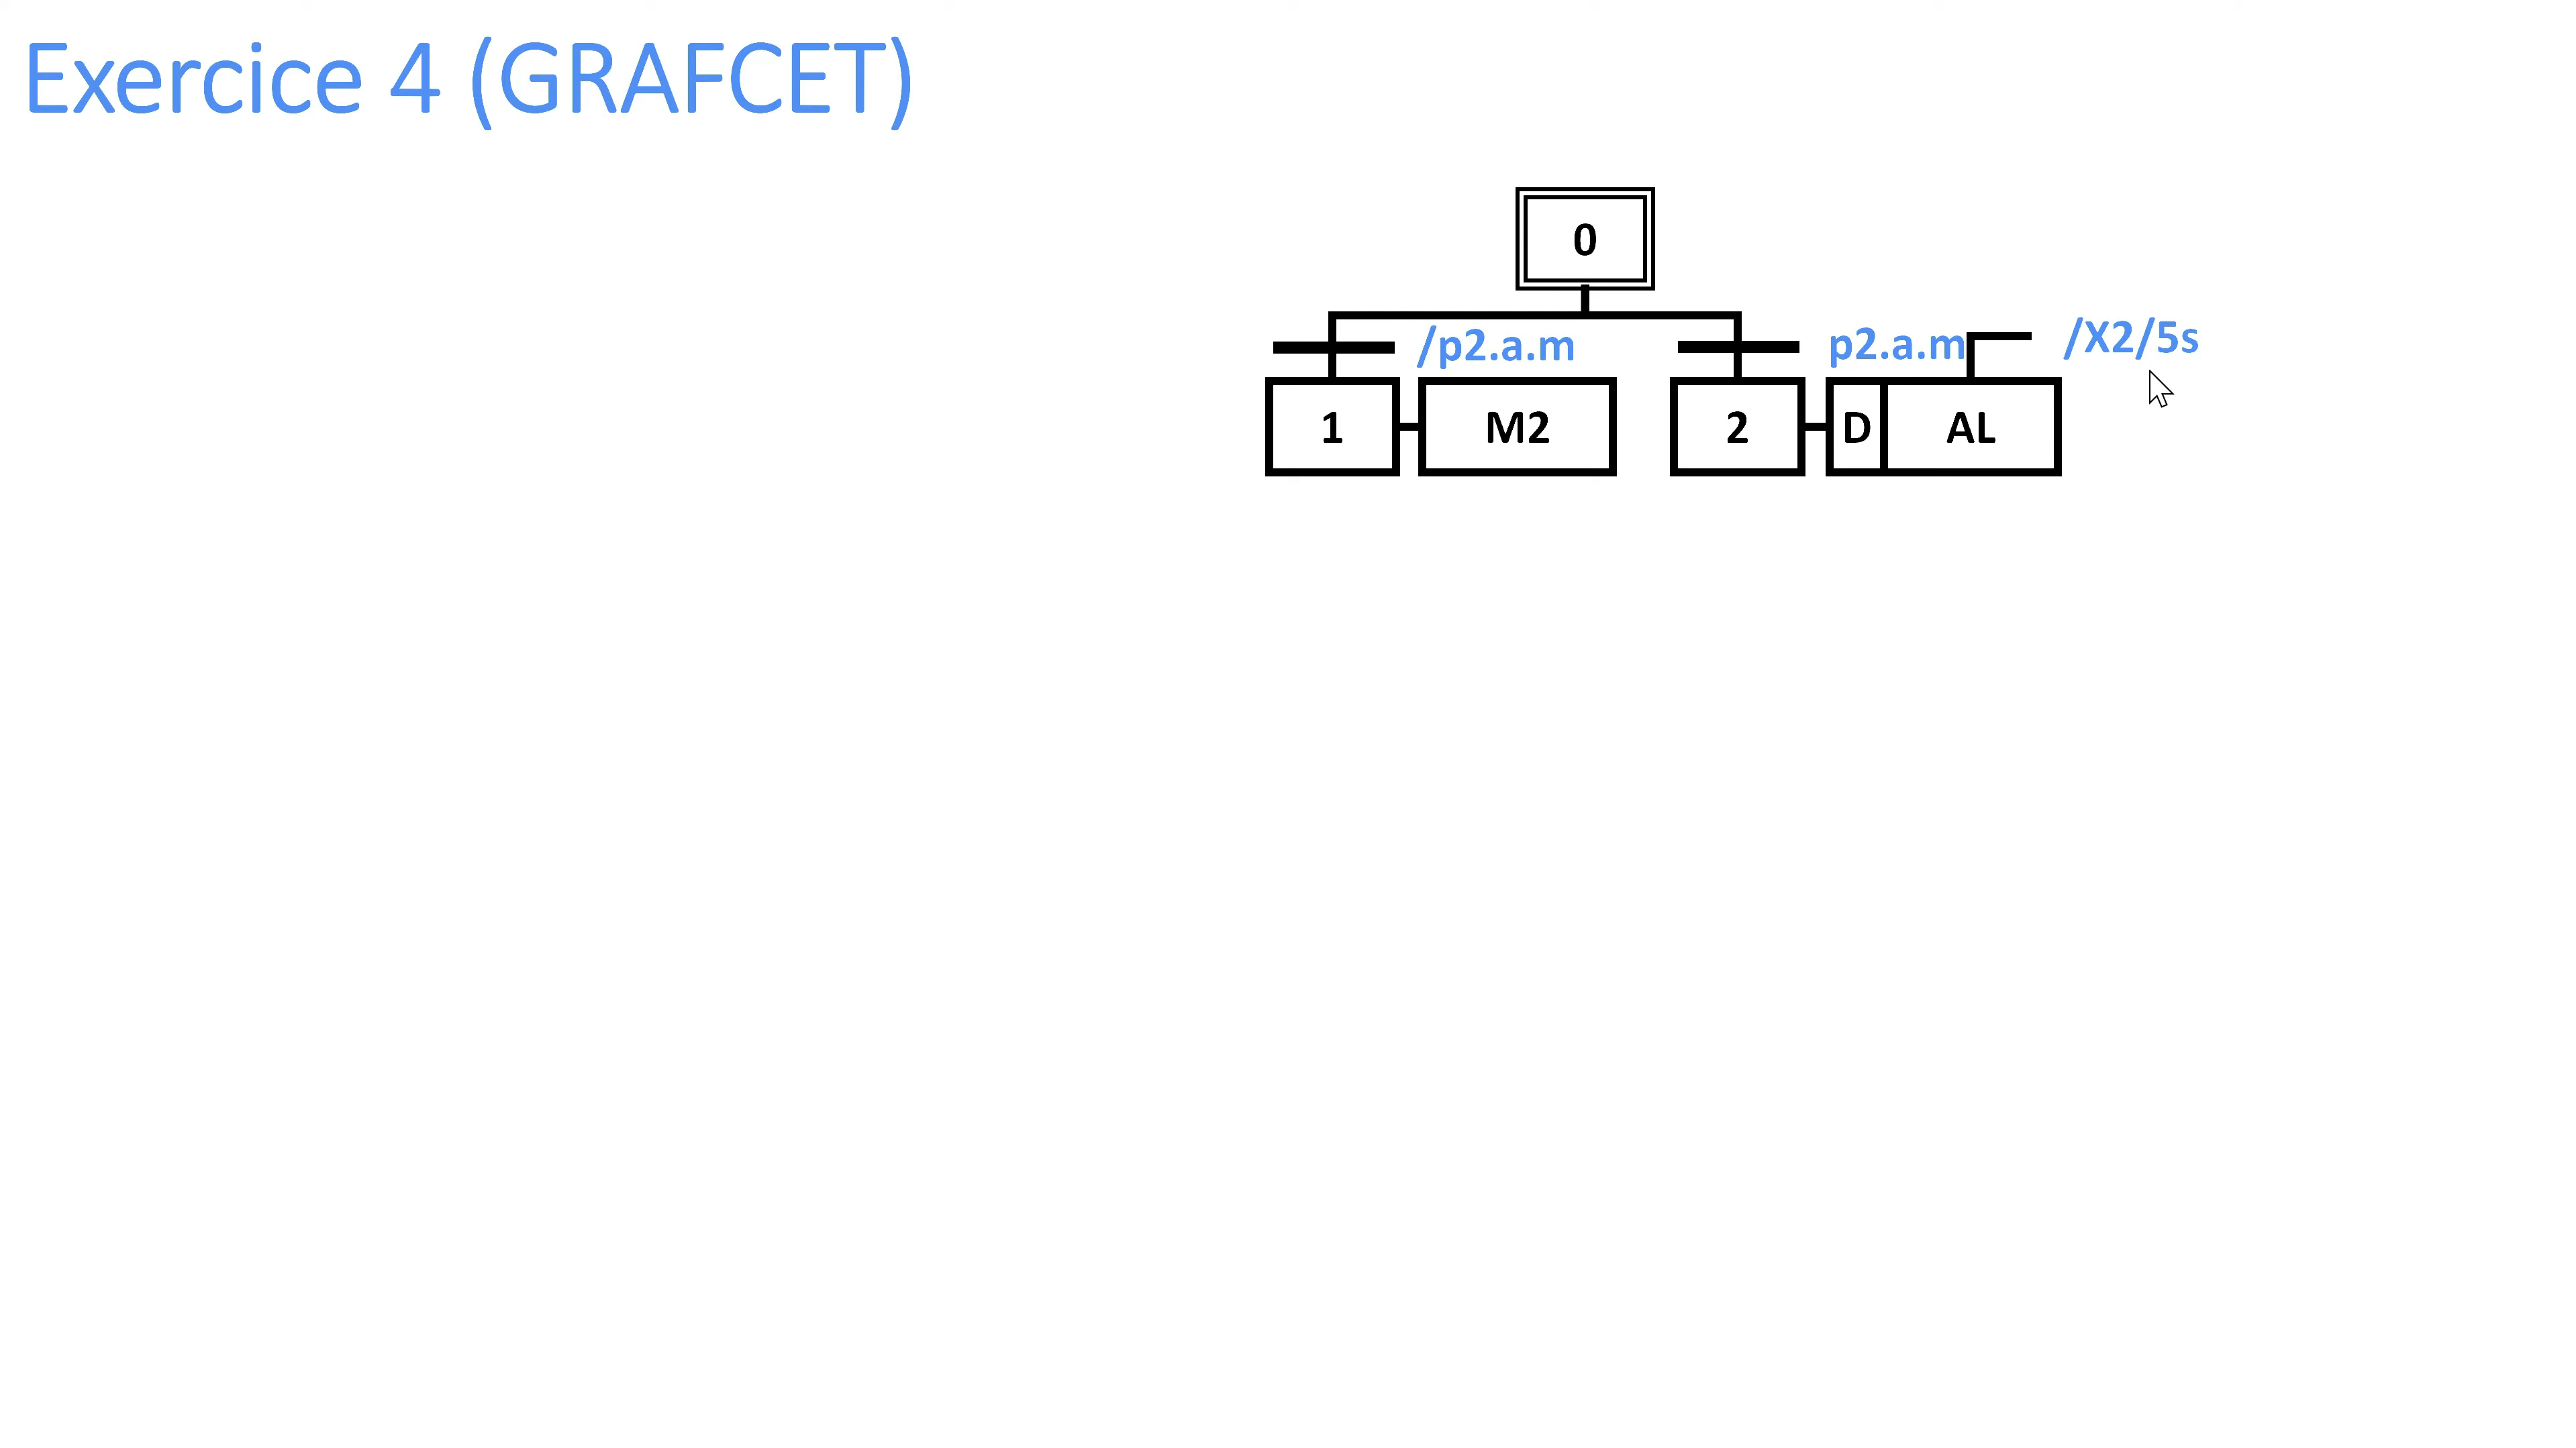 Exercice 4 (GRAFCET)
0
/p2.a.m
p2.a.m
/X2/5s
1
M2
2
D
AL